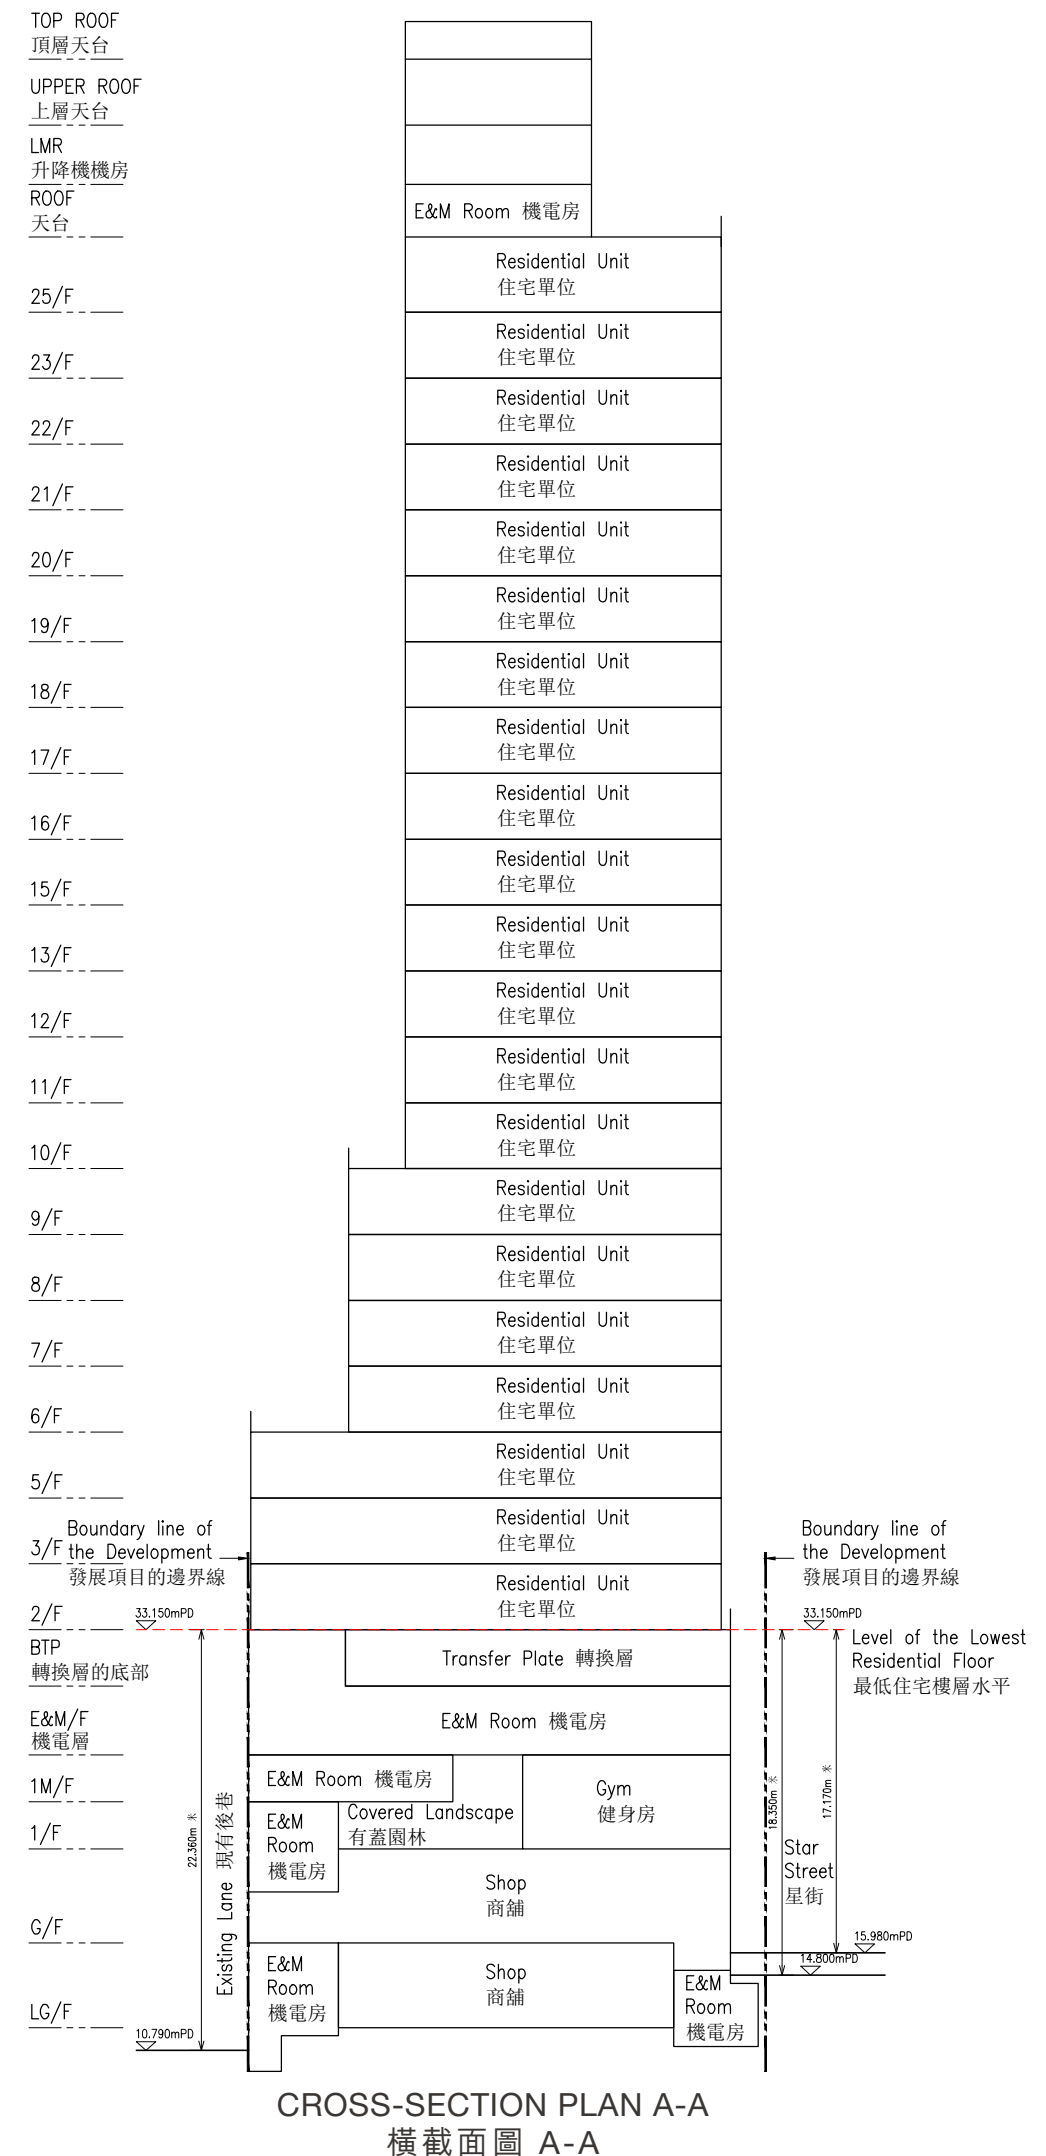 TOP ROOF
頂層天台
UPPER ROOF
上層天台
LMR
升降機機房
ROOF
天台
E&M Room 機電房
Residential Unit
住宅單位
25/F
Residential Unit
住宅單位
23/F
Residential Unit
住宅單位
22/F
Residential Unit
住宅單位
21/F
Residential Unit
住宅單位
20/F
Residential Unit
住宅單位
19/F
Residential Unit
住宅單位
18/F
Residential Unit
住宅單位
17/F
Residential Unit
住宅單位
16/F
Residential Unit
住宅單位
15/F
Residential Unit
住宅單位
13/F
Residential Unit
住宅單位
12/F
Residential Unit
住宅單位
11/F
Residential Unit
住宅單位
10/F
Residential Unit
住宅單位
9/F
Residential Unit
住宅單位
8/F
Residential Unit
住宅單位
7/F
Residential Unit
住宅單位
6/F
Residential Unit
住宅單位
5/F
Residential Unit
住宅單位
3/F
Boundary line of
the Development
發展項目的邊界線
Boundary line of
the Development
發展項目的邊界線
Residential Unit
住宅單位
2/F
33.150mPD
33.150mPD
Level of the Lowest
Residential Floor
最低住宅樓層水平
BTP
轉換層的底部
Transfer Plate 轉換層
E&M/F
機電層
E&M Room 機電房
1M/F
E&M Room 機電房
Gym
健身房
Covered Landscape
有蓋園林
1/F
E&M
Room
機電房
22.360m 米
Existing Lane 現有後巷
18.350m 米
17.170m 米
Star
Street
星街
Shop
商舖
G/F
15.980mPD
14.800mPD
E&M
Room
機電房
Shop
商舖
E&M
Room
機電房
LG/F
10.790mPD
CROSS-SECTION PLAN A-A
橫截面圖 A-A